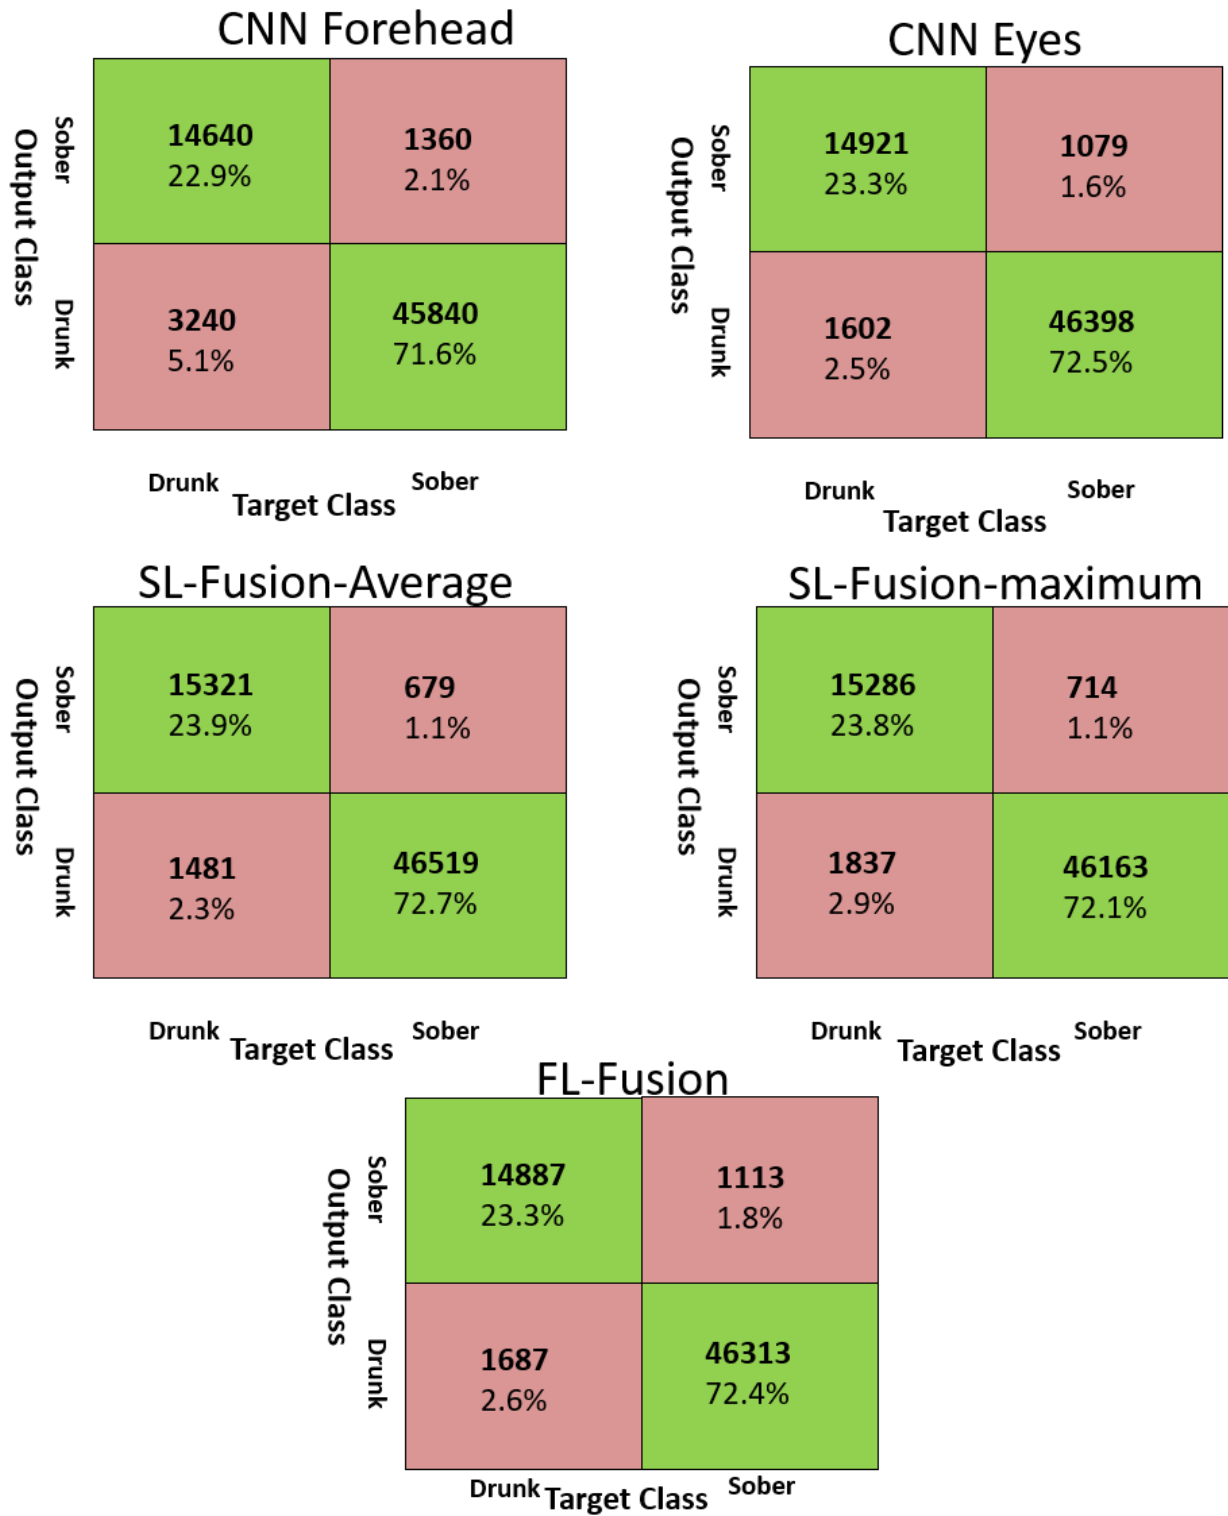 CNN Forehead
Output Class
Sober
14640
22.9%
1360
2.1%
Drunk
3240
5.1%
45840
71.6%
Drunk
Sober
Target Class
CNN Eyes
Output Class
Sober
14921
23.3%
1079
1.6%
Drunk
1602
2.5%
46398
72.5%
Drunk
Sober
Target Class
SL-Fusion-Average
Output Class
Sober
15321
23.9%
679
1.1%
Drunk
1481
2.3%
46519
72.7%
Drunk
Sober
Target Class
SL-Fusion-maximum
Output Class
Sober
15286
23.8%
714
1.1%
Drunk
1837
2.9%
46163
72.1%
Drunk
Sober
Target Class
FL-Fusion
Output Class
Sober
14887
23.3%
1113
1.8%
Drunk
1687
2.6%
46313
72.4%
Drunk
Sober
Target Class